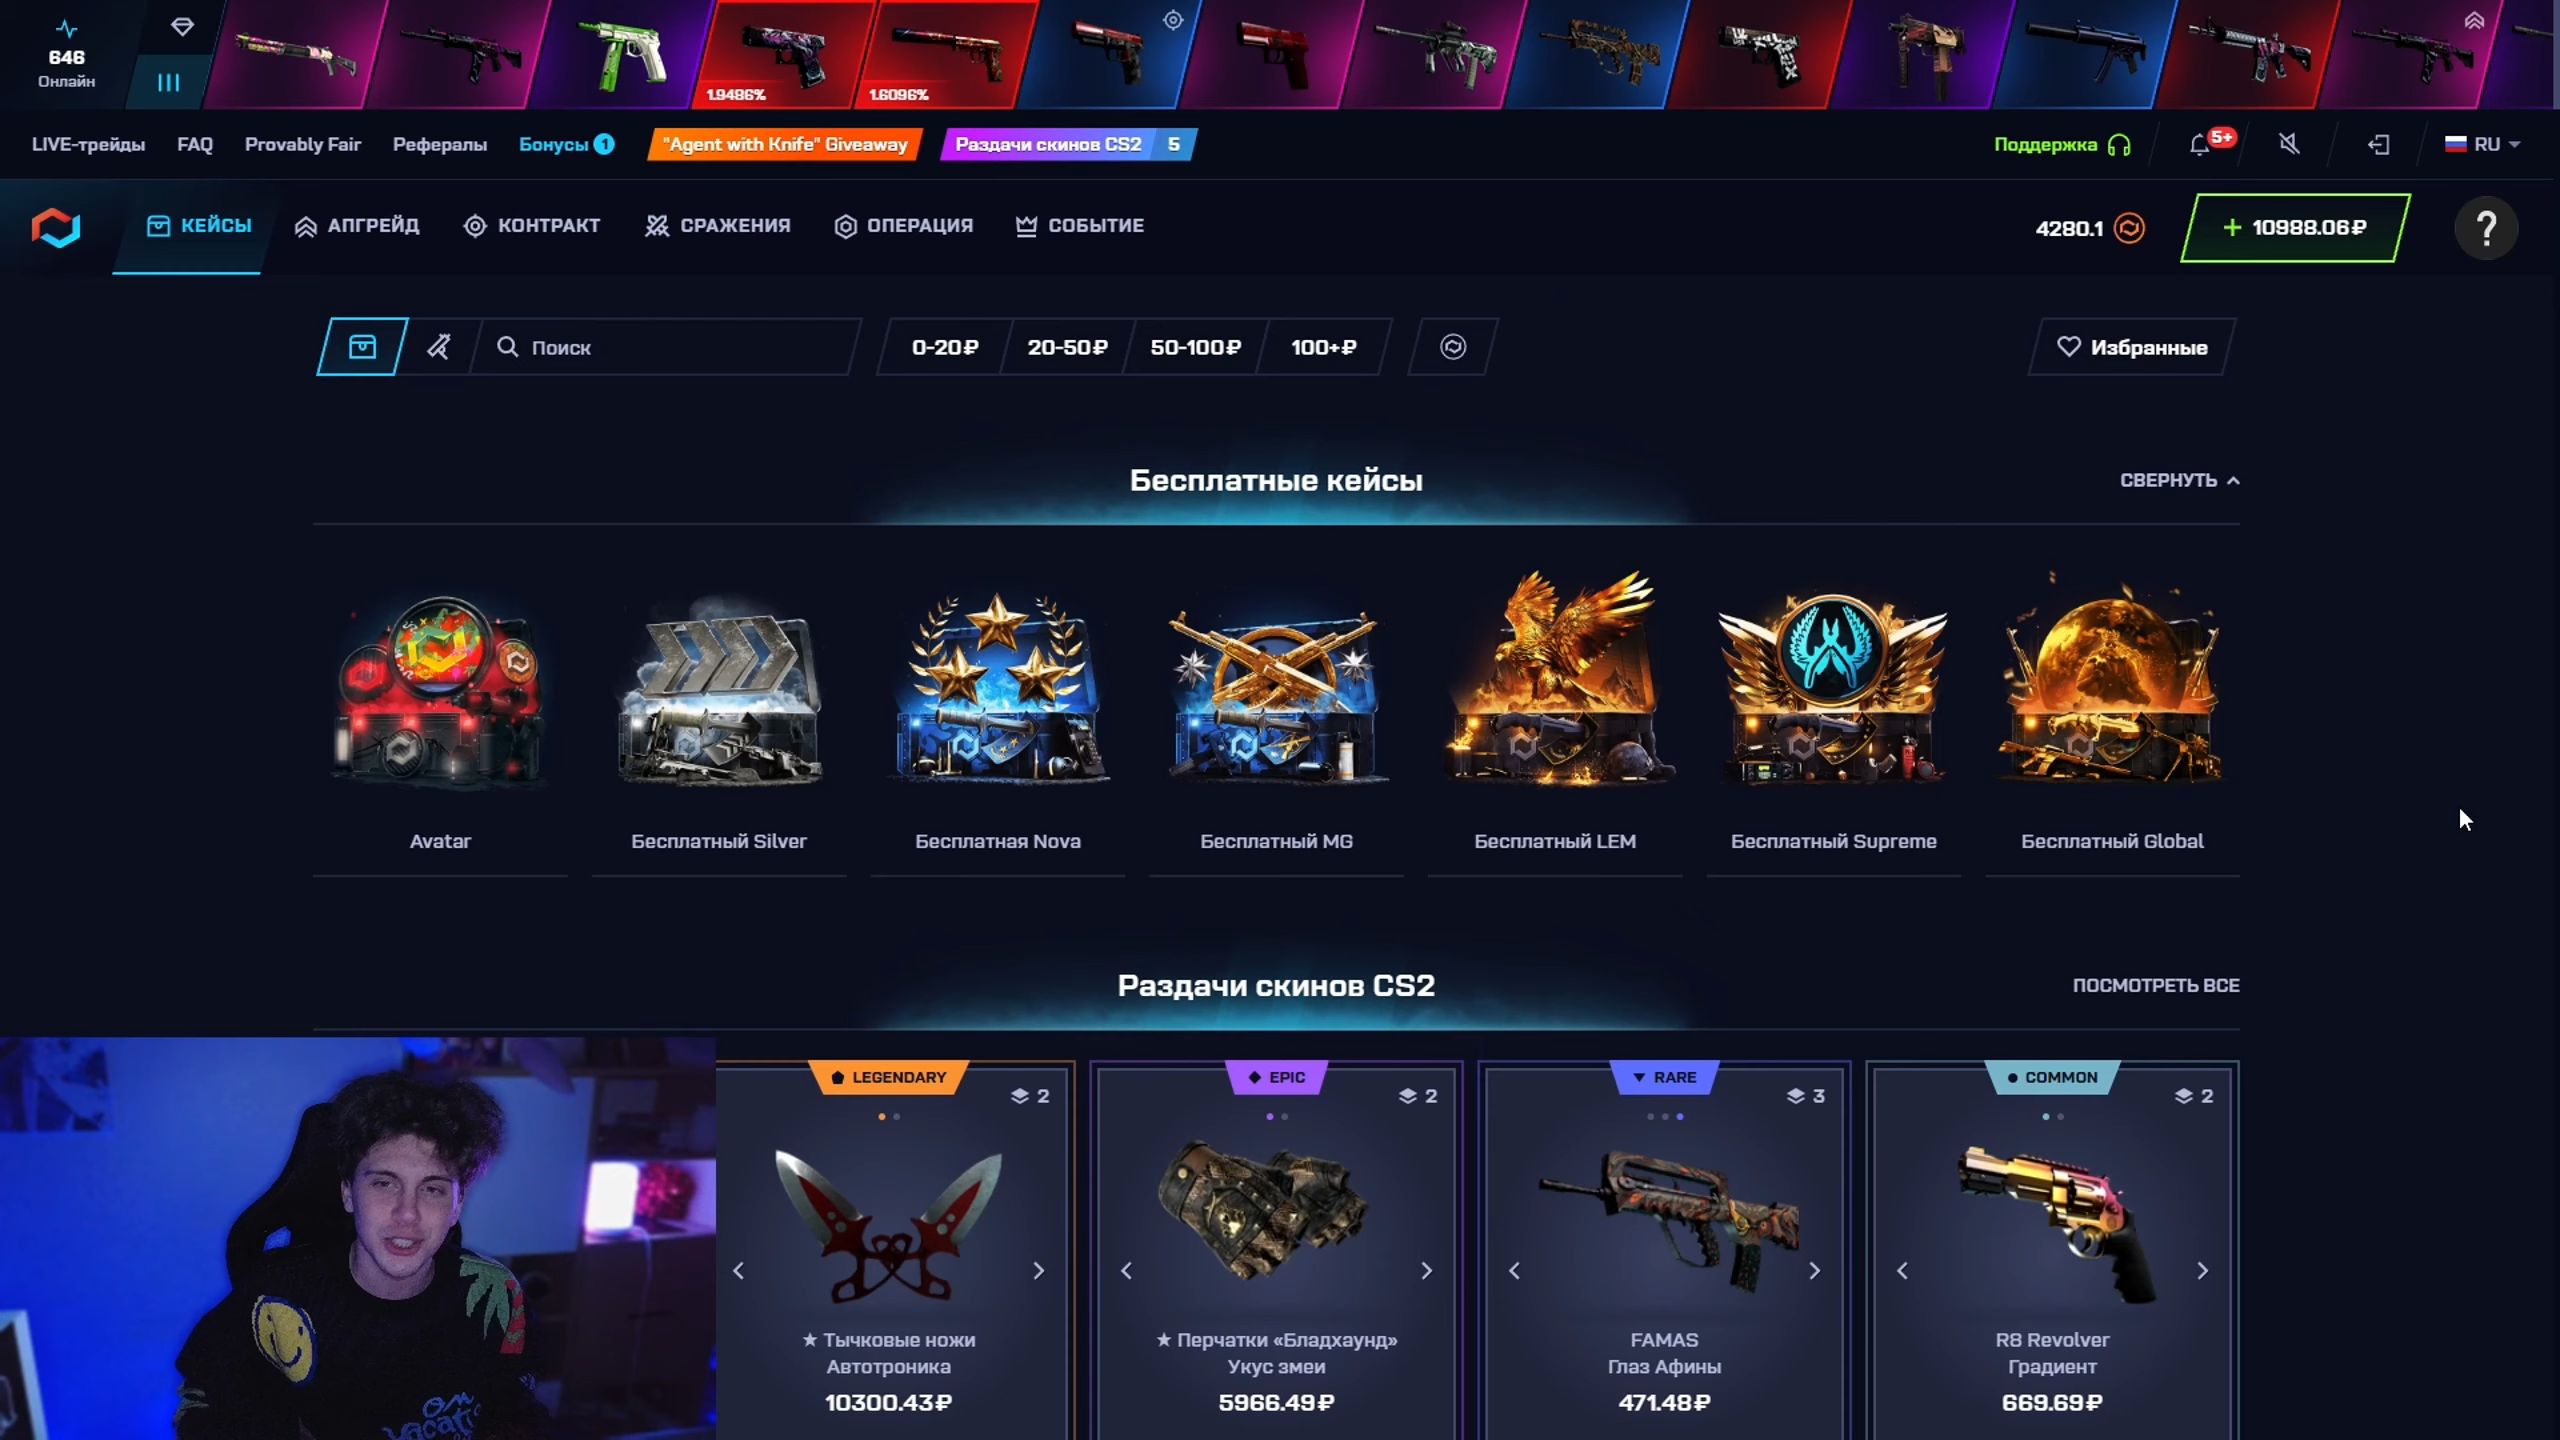 646
Онлайн
1.9486%
1.6096%
LIVE-трейды
FAQ
Provably Fair
Рефералы
Бонусы 1
"Agent with Knife" Giveaway
Раздачи скинов CS2 5
Поддержка
5+
RU
КЕЙСЫ
АПГРЕЙД
КОНТРАКТ
СРАЖЕНИЯ
ОПЕРАЦИЯ
СОБЫТИЕ
4280.1
+ 10988.06₽
?
Поиск
0-20₽
20-50₽
50-100₽
100+₽
Избранные
Бесплатные кейсы
СВЕРНУТЬ
Avatar
Бесплатный Silver
Бесплатная Nova
Бесплатный MG
Бесплатный LEM
Бесплатный Supreme
Бесплатный Global
Раздачи скинов CS2
ПОСМОТРЕТЬ ВСЕ
LEGENDARY
2
★ Тычковые ножи
Автотроника
10300.43₽
EPIC
2
★ Перчатки «Бладхаунд»
Укус змеи
5966.49₽
RARE
3
FAMAS
Глаз Афины
471.48₽
COMMON
2
R8 Revolver
Градиент
669.69₽